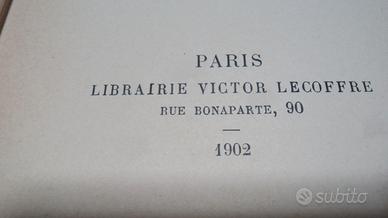 PARIS
LIBRAIRIE VICTOR LECOFFRE
RUE BONAPARTE, 90
1902
subito